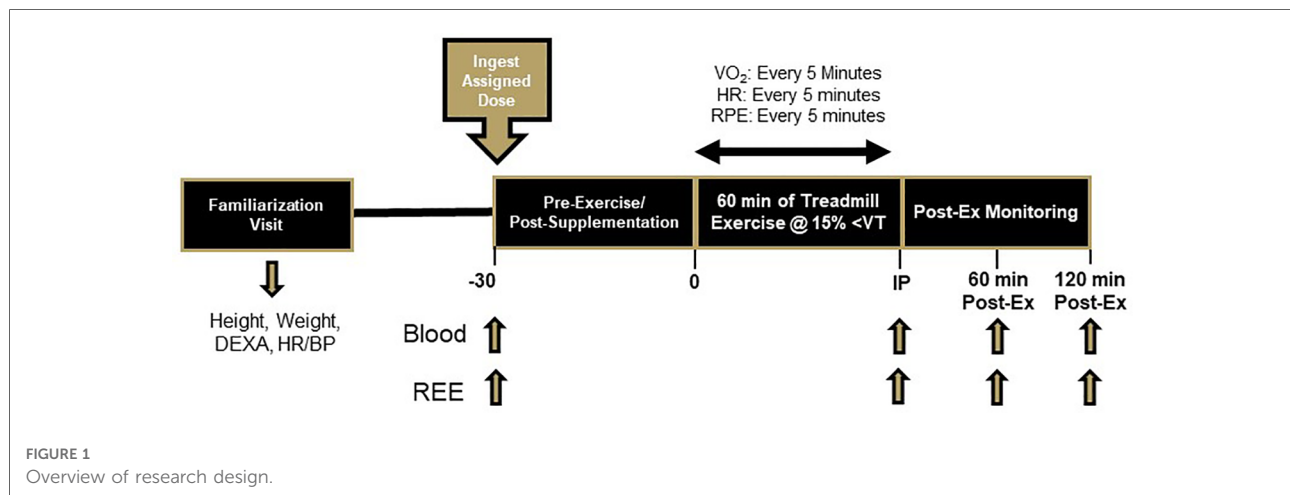 Ingest
Assigned
Dose
VO₂: Every 5 Minutes
HR: Every 5 minutes
RPE: Every 5 minutes
Familiarization
Visit
Pre-Exercise/
Post-Supplementation
60 min of Treadmill
Exercise @ 15% <VT
Post-Ex Monitoring
-30
0
IP
60 min
Post-Ex
120 min
Post-Ex
Height, Weight,
DEXA, HR/BP
Blood
REE
FIGURE 1
Overview of research design.